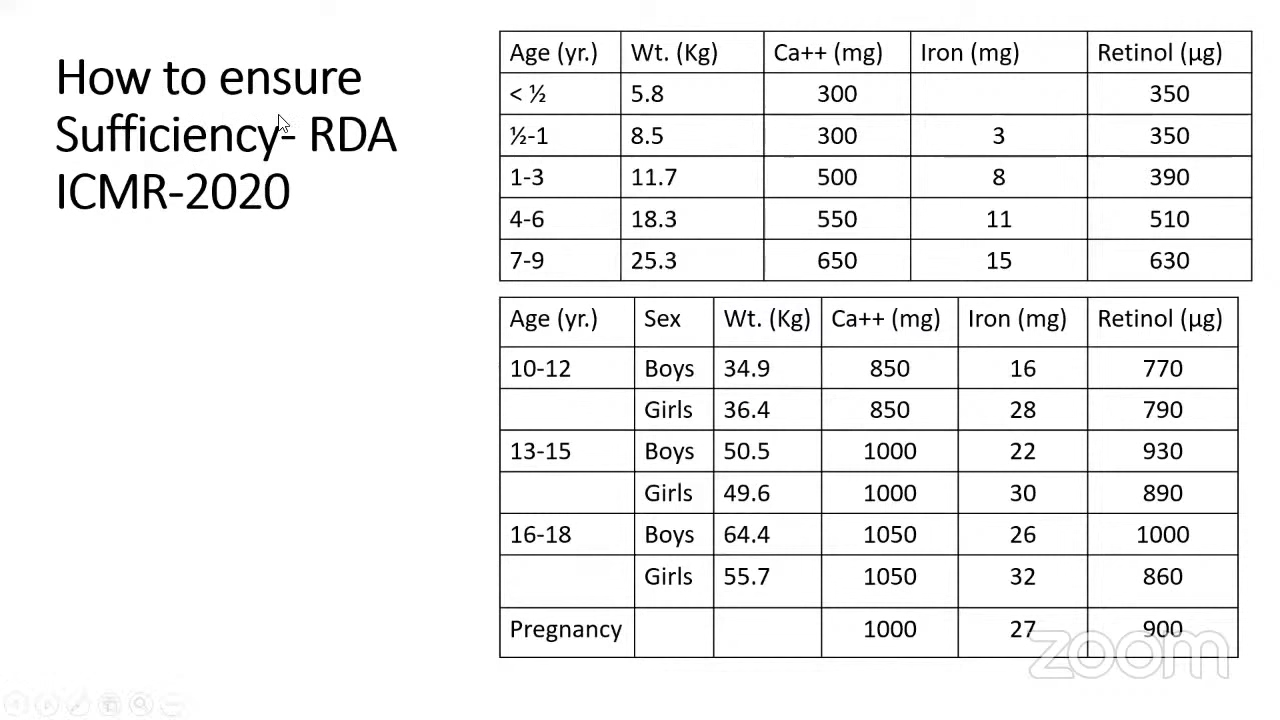 How to ensure
Sufficiency- RDA
ICMR-2020
Age (yr.) Wt. (Kg) Ca++ (mg) Iron (mg) Retinol (µg)
< ½ 5.8 300 350
½-1 8.5 300 3 350
1-3 11.7 500 8 390
4-6 18.3 550 11 510
7-9 25.3 650 15 630
Age (yr.) Sex Wt. (Kg) Ca++ (mg) Iron (mg) Retinol (µg)
10-12 Boys 34.9 850 16 770
Girls 36.4 850 28 790
13-15 Boys 50.5 1000 22 930
Girls 49.6 1000 30 890
16-18 Boys 64.4 1050 26 1000
Girls 55.7 1050 32 860
Pregnancy 1000 27 900
zoom